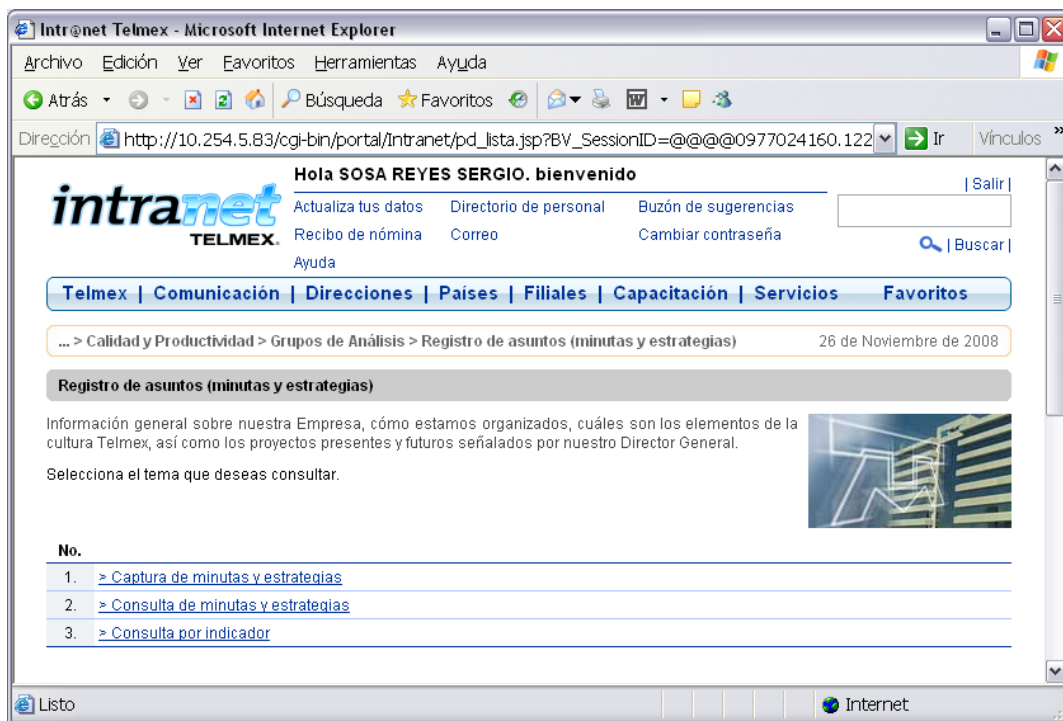 Intr@net Telmex - Microsoft Internet Explorer
Archivo Edición Ver Favoritos Herramientas Ayuda
Atrás Búsqueda Favoritos
Dirección http://10.254.5.83/cgi-bin/portal/Intranet/pd_lista.jsp?BV_SessionID=@@@@0977024160.122 Ir Vínculos »
intranet TELMEX.
Hola SOSA REYES SERGIO. bienvenido
| Salir |
Actualiza tus datos Directorio de personal Buzón de sugerencias
Recibo de nómina Correo Cambiar contraseña
| Buscar |
Ayuda
Telmex | Comunicación | Direcciones | Países | Filiales | Capacitación | Servicios Favoritos
... > Calidad y Productividad > Grupos de Análisis > Registro de asuntos (minutas y estrategias) 26 de Noviembre de 2008
Registro de asuntos (minutas y estrategias)
Información general sobre nuestra Empresa, cómo estamos organizados, cuáles son los elementos de la
cultura Telmex, así como los proyectos presentes y futuros señalados por nuestro Director General.
Selecciona el tema que deseas consultar.
No.
1. > Captura de minutas y estrategias
2. > Consulta de minutas y estrategias
3. > Consulta por indicador
Listo Internet